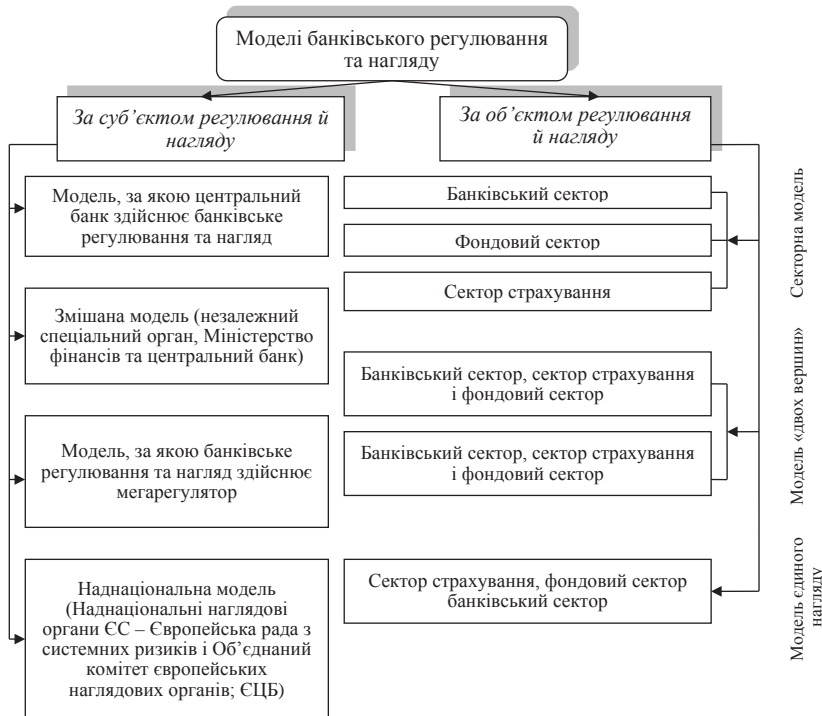 Моделі банківського регулювання
та нагляду
За суб’єктом регулювання й
нагляду
За об’єктом регулювання
й нагляду
Модель, за якою центральний
банк здійснює банківське
регулювання та нагляд
Змішана модель (незалежний
спеціальний орган, Міністерство
фінансів та центральний банк)
Модель, за якою банківське
регулювання та нагляд здійснює
мегарегулятор
Наднаціональна модель
(Наднаціональні наглядові
органи ЄС – Європейська рада з
системних ризиків і Об’єднаний
комітет європейських
наглядових органів; ЄЦБ)
Банківський сектор
Фондовий сектор
Сектор страхування
Банківський сектор, сектор страхування
і фондовий сектор
Банківський сектор, сектор страхування
і фондовий сектор
Сектор страхування, фондовий сектор
банківський сектор
Секторна модель
Модель «двох вершин»
Модель єдиного
нагляду